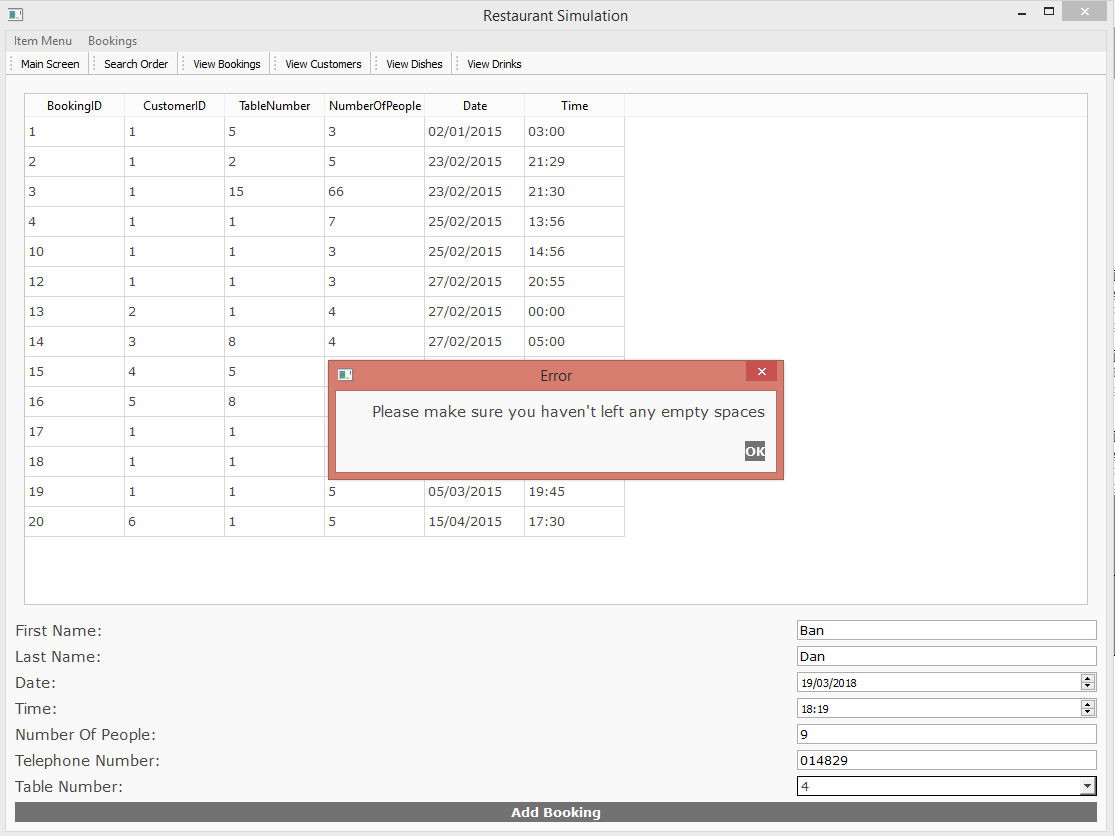 Restaurant Simulation
Item Menu Bookings
Main Screen Search Order View Bookings View Customers View Dishes View Drinks
BookingID CustomerID TableNumber NumberOfPeople Date Time
1 1 5 3 02/01/2015 03:00
2 1 2 5 23/02/2015 21:29
3 1 15 66 23/02/2015 21:30
4 1 1 7 25/02/2015 13:56
10 1 1 3 25/02/2015 14:56
12 1 1 3 27/02/2015 20:55
13 2 1 4 27/02/2015 00:00
14 3 8 4 27/02/2015 05:00
15 4 5
16 5 8
17 1 1
18 1 1
Error
Please make sure you haven't left any empty spaces
OK
19 1 1 5 05/03/2015 19:45
20 6 1 5 15/04/2015 17:30
First Name: Ban
Last Name: Dan
Date: 19/03/2018
Time: 18:19
Number Of People: 9
Telephone Number: 014829
Table Number: 4
Add Booking